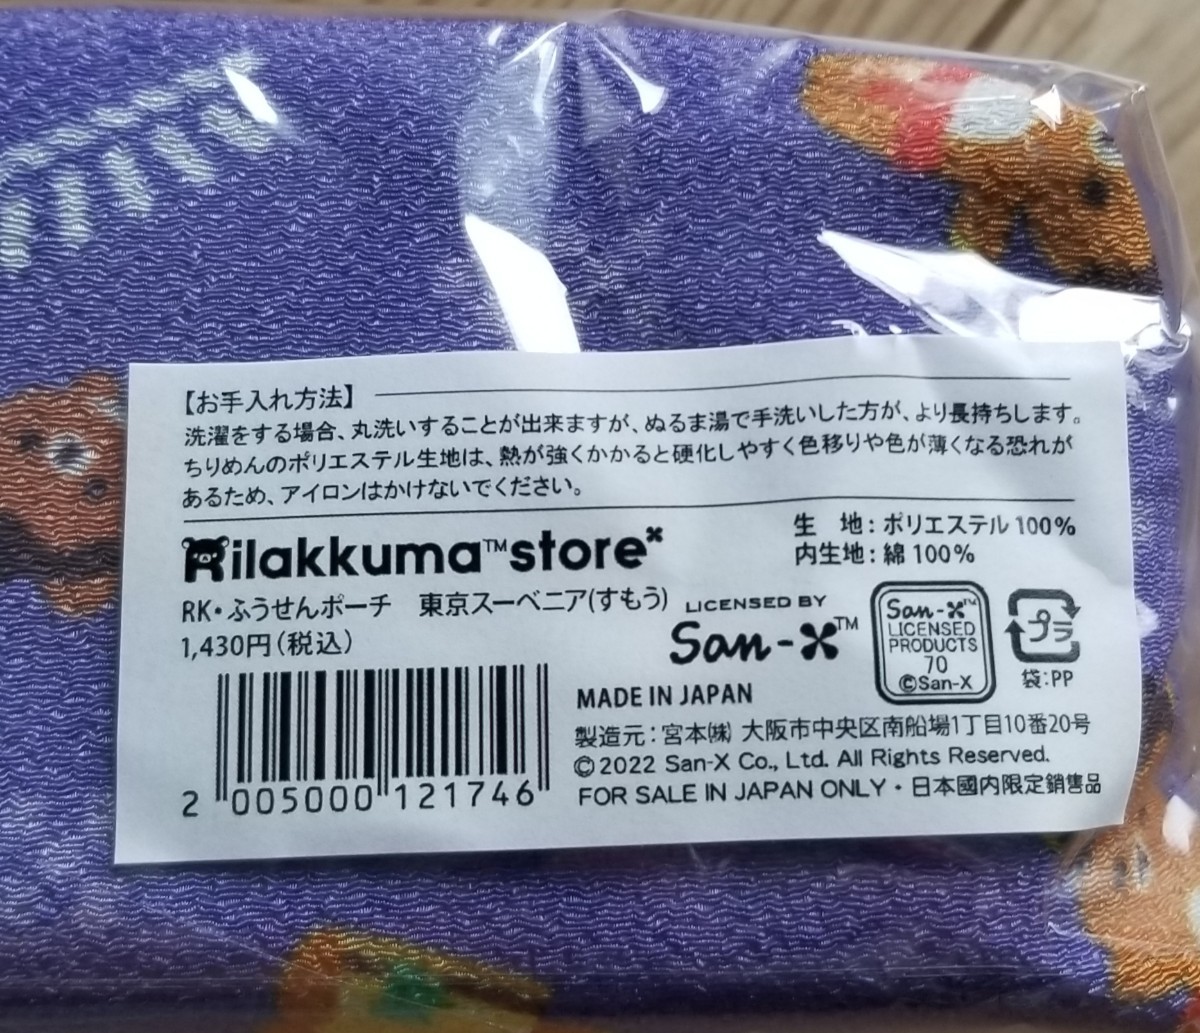 【お手入れ方法】
洗濯をする場合、丸洗いすることが出来ますが、ぬるま湯で手洗いした方が、より長持ちします。
ちりめんのポリエステル生地は、熱が強くかかると硬化しやすく色移りや色が薄くなる恐れが
あるため、アイロンはかけないでください。
Rilakkuma™store
生　地：ポリエステル100%
内生地：綿100%
RK・ふうせんポーチ　東京スーベニア(すもう)
1,430円(税込)
LICENSED BY
San-X™
San-X™
LICENSED
PRODUCTS
70
©San-X
プラ
袋:PP
MADE IN JAPAN
製造元：宮本㈱ 大阪市中央区南船場1丁目10番20号
©2022 San-X Co., Ltd. All Rights Reserved.
FOR SALE IN JAPAN ONLY・日本國内限定銷售品
2 005000 121746